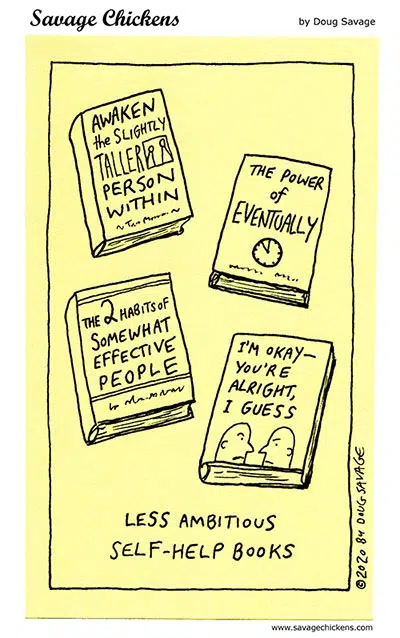 Savage Chickens
by Doug Savage
AWAKEN
the SLIGHTLY
TALLER
PERSON
WITHIN
THE POWER
of
EVENTUALLY
THE 2 HABITS OF
SOMEWHAT
EFFECTIVE
PEOPLE
I'M OKAY—
YOU'RE
ALRIGHT,
I GUESS
LESS AMBITIOUS
SELF-HELP BOOKS
©2020 BY DOUG SAVAGE
www.savagechickens.com